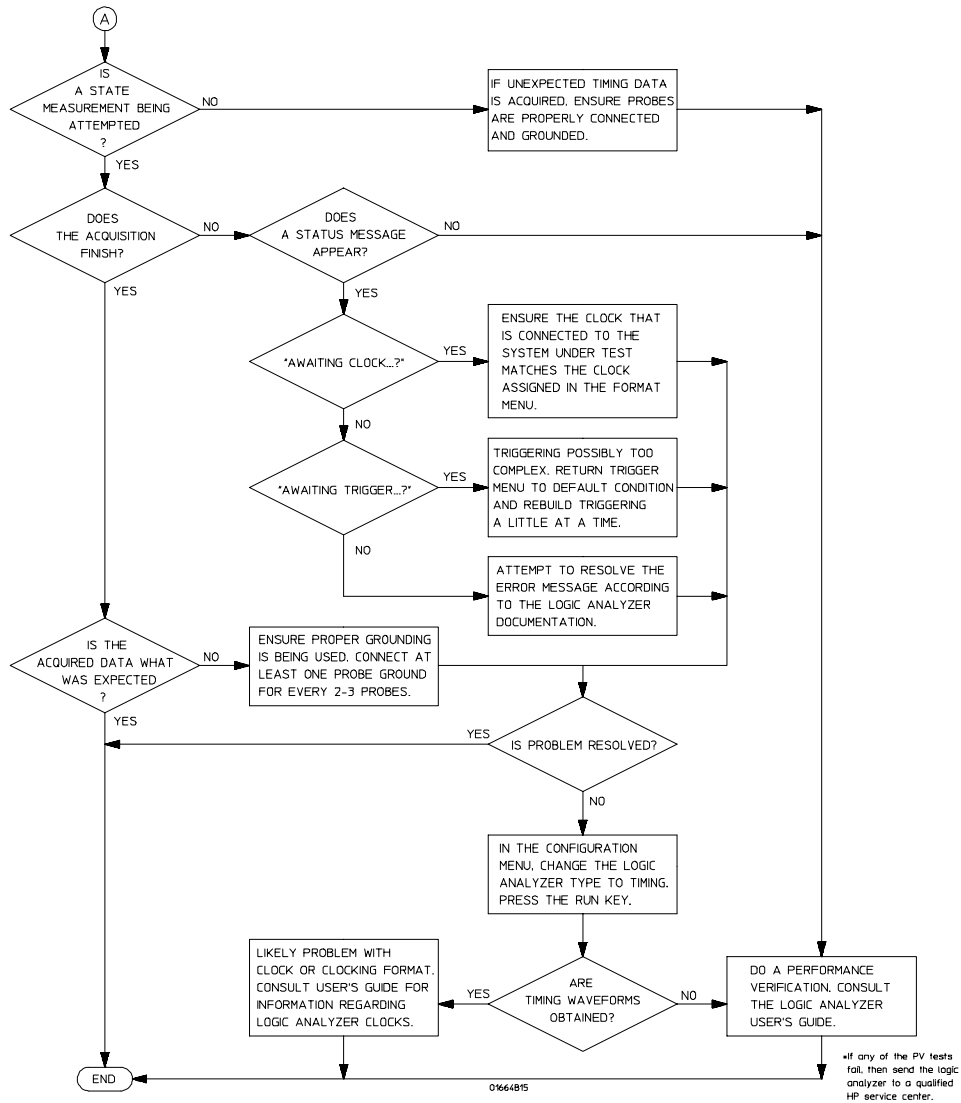 A
IS
A STATE
MEASUREMENT BEING
ATTEMPTED
?
NO
IF UNEXPECTED TIMING DATA
IS ACQUIRED, ENSURE PROBES
ARE PROPERLY CONNECTED
AND GROUNDED.
YES
DOES
THE ACQUISITION
FINISH?
NO
DOES
A STATUS MESSAGE
APPEAR?
NO
YES
YES
"AWAITING CLOCK...?"
YES
ENSURE THE CLOCK THAT
IS CONNECTED TO THE
SYSTEM UNDER TEST
MATCHES THE CLOCK
ASSIGNED IN THE FORMAT
MENU.
NO
"AWAITING TRIGGER...?"
YES
TRIGGERING POSSIBLY TOO
COMPLEX. RETURN TRIGGER
MENU TO DEFAULT CONDITION
AND REBUILD TRIGGERING
A LITTLE AT A TIME.
NO
ATTEMPT TO RESOLVE THE
ERROR MESSAGE ACCORDING
TO THE LOGIC ANALYZER
DOCUMENTATION.
IS THE
ACQUIRED DATA WHAT
WAS EXPECTED
?
NO
ENSURE PROPER GROUNDING
IS BEING USED. CONNECT AT
LEAST ONE PROBE GROUND
FOR EVERY 2-3 PROBES.
YES
IS PROBLEM RESOLVED?
YES
NO
IN THE CONFIGURATION
MENU, CHANGE THE LOGIC
ANALYZER TYPE TO TIMING.
PRESS THE RUN KEY.
ARE
TIMING WAVEFORMS
OBTAINED?
YES
LIKELY PROBLEM WITH
CLOCK OR CLOCKING FORMAT.
CONSULT USER'S GUIDE FOR
INFORMATION REGARDING
LOGIC ANALYZER CLOCKS.
NO
DO A PERFORMANCE
VERIFICATION. CONSULT
THE LOGIC ANALYZER
USER'S GUIDE.
END
01664B15
*If any of the PV tests
fail, then send the logic
analyzer to a qualified
HP service center.